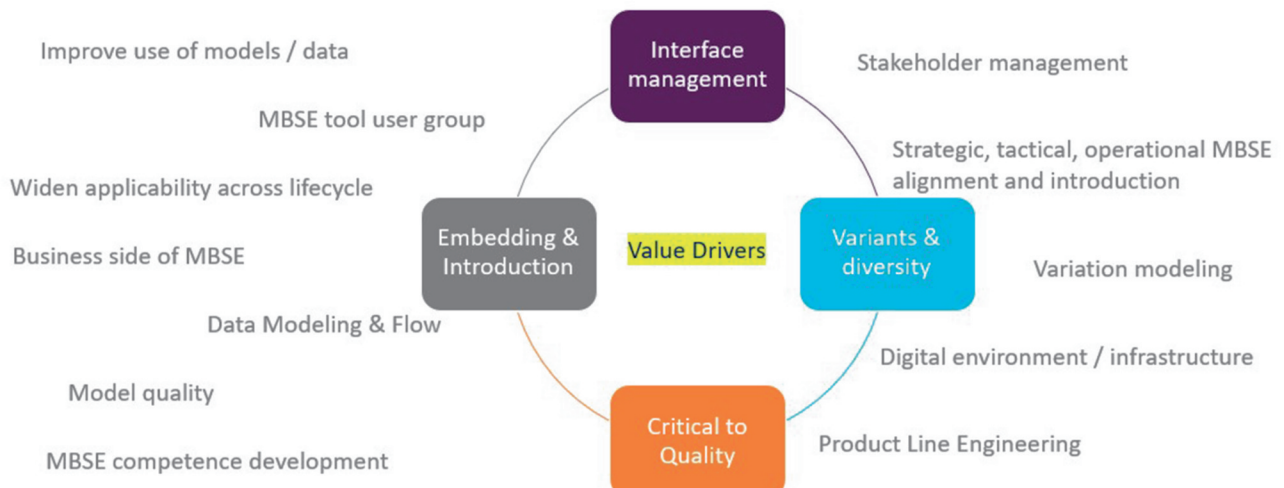 Improve use of models / data
Interface
management
Stakeholder management
MBSE tool user group
Strategic, tactical, operational MBSE
alignment and introduction
Widen applicability across lifecycle
Embedding &
Introduction
Value Drivers
Variants &
diversity
Business side of MBSE
Variation modeling
Data Modeling & Flow
Digital environment / infrastructure
Model quality
Critical to
Quality
Product Line Engineering
MBSE competence development